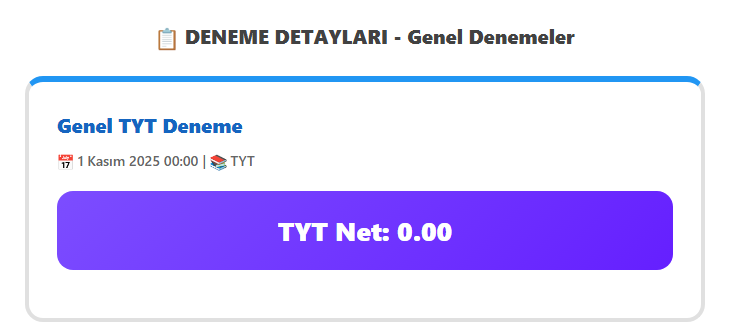 📋 DENEME DETAYLARI - Genel Denemeler
Genel TYT Deneme
📅 1 Kasım 2025 00:00 | 📚 TYT
TYT Net: 0.00